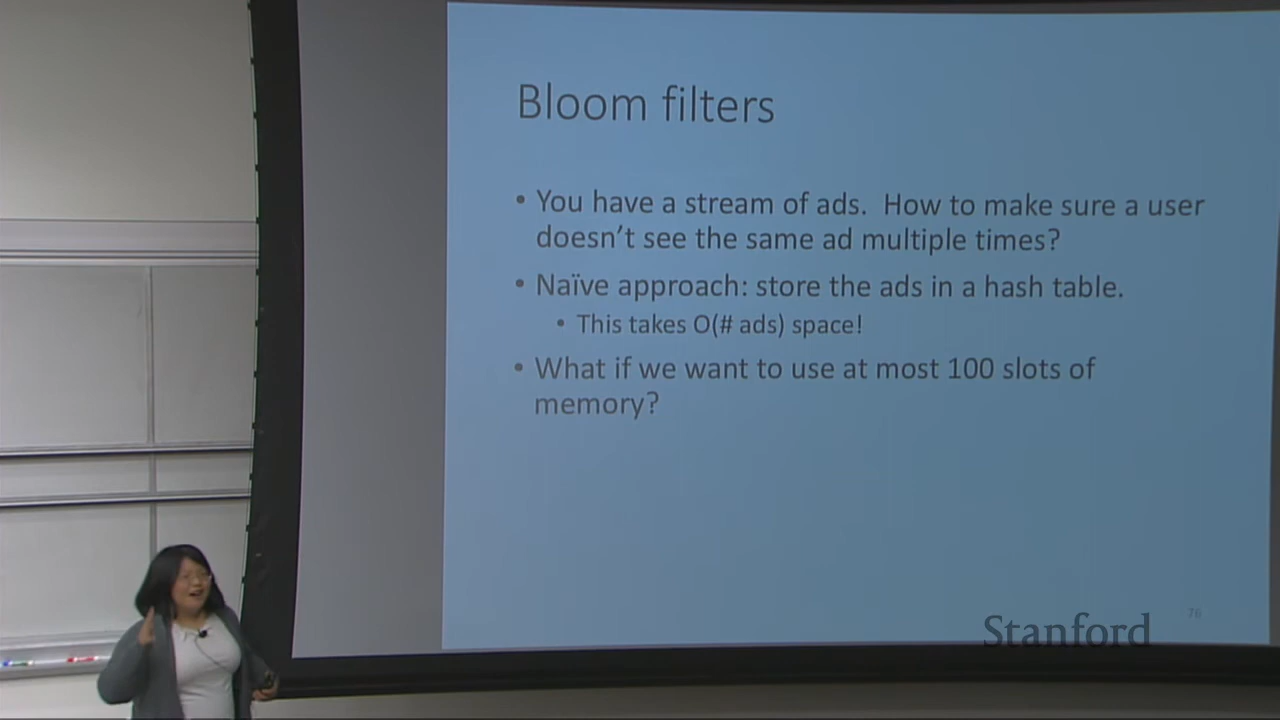 Bloom filters
• You have a stream of ads. How to make sure a user
doesn't see the same ad multiple times?
• Naïve approach: store the ads in a hash table.
• This takes O(# ads) space!
• What if we want to use at most 100 slots of
memory?
76
Stanford